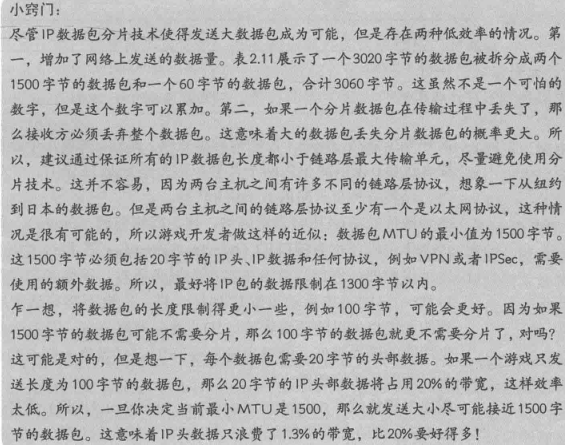 小窍门：
尽管IP数据包分片技术使得发送大数据包成为可能，但是存在两种低效率的情况。第
一，增加了网络上发送的数据量。表2.11展示了一个3020字节的数据包被拆分成两个
1500字节的数据包和一个60字节的数据包，合计3060字节。这虽然不是一个可怕的
数字，但是这个数字可以累加。第二，如果一个分片数据包在传输过程中丢失了，那
么接收方必须丢弃整个数据包。这意味着大的数据包丢失分片数据包的概率更大。所
以，建议通过保证所有的IP数据包长度都小于链路层最大传输单元，尽量避免使用分
片技术。这并不容易，因为两台主机之间有许多不同的链路层协议，想象一下从纽约
到日本的数据包。但是两台主机之间的链路层协议至少有一个是以太网协议，这种情
况是很有可能的，所以游戏开发者做这样的近似：数据包MTU的最小值为1500字节。
这1500字节必须包括20字节的IP头、IP数据和任何协议，例如VPN或者IPSec，需要
使用的额外数据。所以，最好将IP包的数据限制在1300字节以内。
乍一想，将数据包的长度限制得更小一些，例如100字节，可能会更好。因为如果
1500字节的数据包可能不需要分片，那么100字节的数据包就更不需要分片了，对吗？
这可能是对的，但是想一下，每个数据包需要20字节的头部数据。如果一个游戏只发
送长度为100字节的数据包，那么20字节的IP头部数据将占用20%的带宽，这样效率
太低。所以，一旦你决定当前最小MTU是1500，那么就发送大小尽可能接近1500字
节的数据包。这意味着IP头数据只浪费了1.3%的带宽，比20%要好得多！